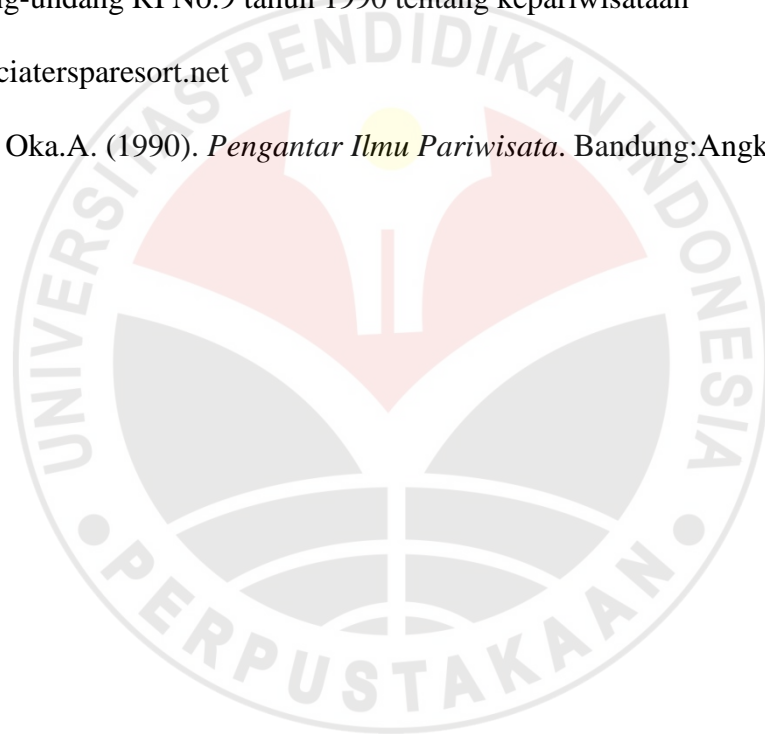 ng-undang RI No.9 tahun 1990 tentang kepariwisataan
ciatersparesort.net
Oka.A. (1990). Pengantar Ilmu Pariwisata. Bandung:Angk
UNIVERSITAS PENDIDIKAN INDONESIA
PERPUSTAKAAN